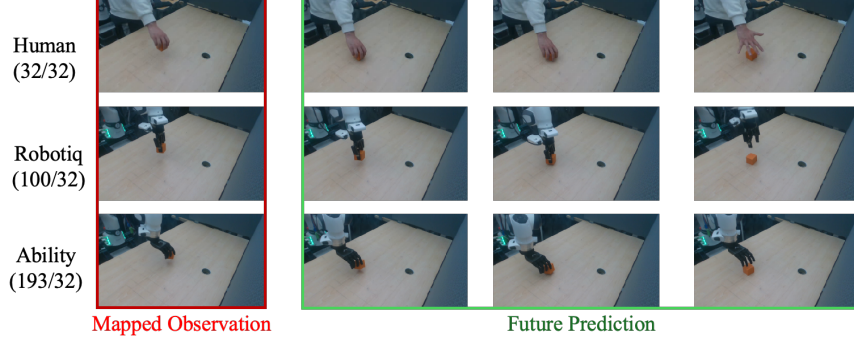 Human
(32/32)
Robotiq
(100/32)
Ability
(193/32)
Mapped Observation
Future Prediction